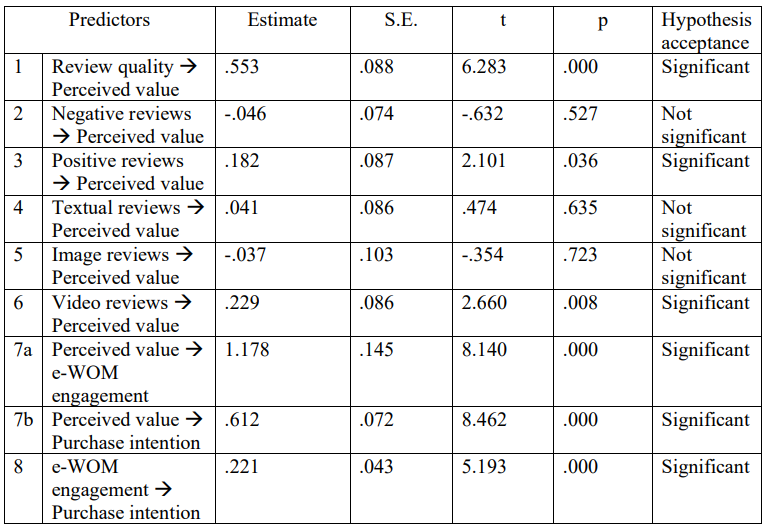 Predictors Estimate S.E. t p Hypothesis
acceptance
1 Review quality → .553 .088 6.283 .000 Significant
Perceived value
2 Negative reviews -.046 .074 -.632 .527 Not
→ Perceived value significant
3 Positive reviews .182 .087 2.101 .036 Significant
→ Perceived value
4 Textual reviews → .041 .086 .474 .635 Not
Perceived value significant
5 Image reviews → -.037 .103 -.354 .723 Not
Perceived value significant
6 Video reviews → .229 .086 2.660 .008 Significant
Perceived value
7a Perceived value → 1.178 .145 8.140 .000 Significant
e-WOM
engagement
7b Perceived value → .612 .072 8.462 .000 Significant
Purchase intention
8 e-WOM .221 .043 5.193 .000 Significant
engagement →
Purchase intention